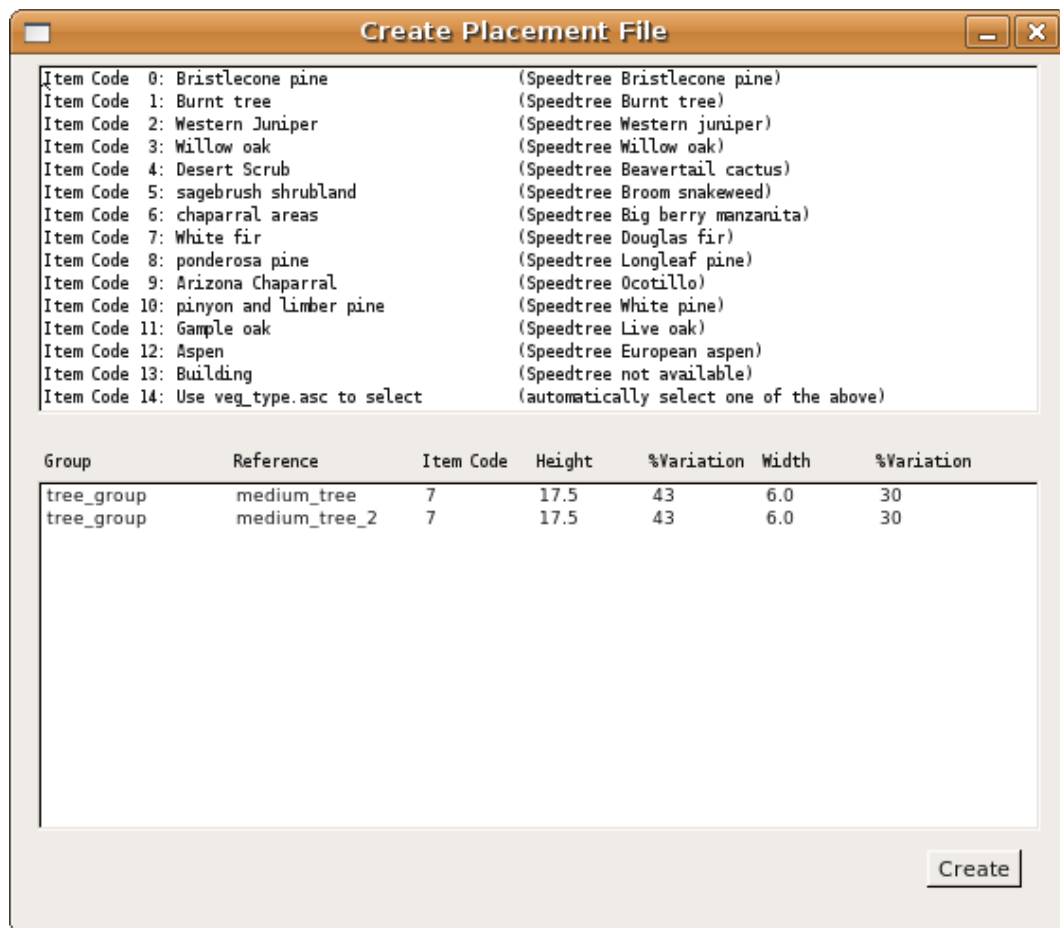 Create Placement File
Item Code 0: Bristlecone pine (Speedtree Bristlecone pine)
Item Code 1: Burnt tree (Speedtree Burnt tree)
Item Code 2: Western Juniper (Speedtree Western juniper)
Item Code 3: Willow oak (Speedtree Willow oak)
Item Code 4: Desert Scrub (Speedtree Beavertail cactus)
Item Code 5: sagebrush shrubland (Speedtree Broom snakeweed)
Item Code 6: chaparral areas (Speedtree Big berry manzanita)
Item Code 7: White fir (Speedtree Douglas fir)
Item Code 8: ponderosa pine (Speedtree Longleaf pine)
Item Code 9: Arizona Chaparral (Speedtree Ocotillo)
Item Code 10: pinyon and limber pine (Speedtree White pine)
Item Code 11: Gample oak (Speedtree Live oak)
Item Code 12: Aspen (Speedtree European aspen)
Item Code 13: Building (Speedtree not available)
Item Code 14: Use veg_type.asc to select (automatically select one of the above)
Group Reference Item Code Height %Variation Width %Variation
tree_group medium_tree 7 17.5 43 6.0 30
tree_group medium_tree_2 7 17.5 43 6.0 30
Create